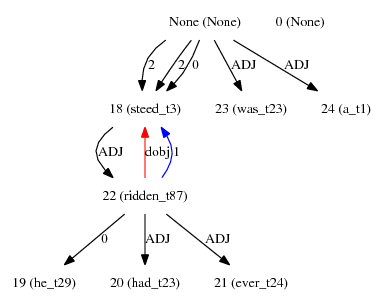 None (None) 0 (None)
2 2 0 ADJ ADJ
18 (steed_t3) 23 (was_t23) 24 (a_t1)
ADJ dobj 1
22 (ridden_t87)
0 ADJ ADJ
19 (he_t29) 20 (had_t23) 21 (ever_t24)